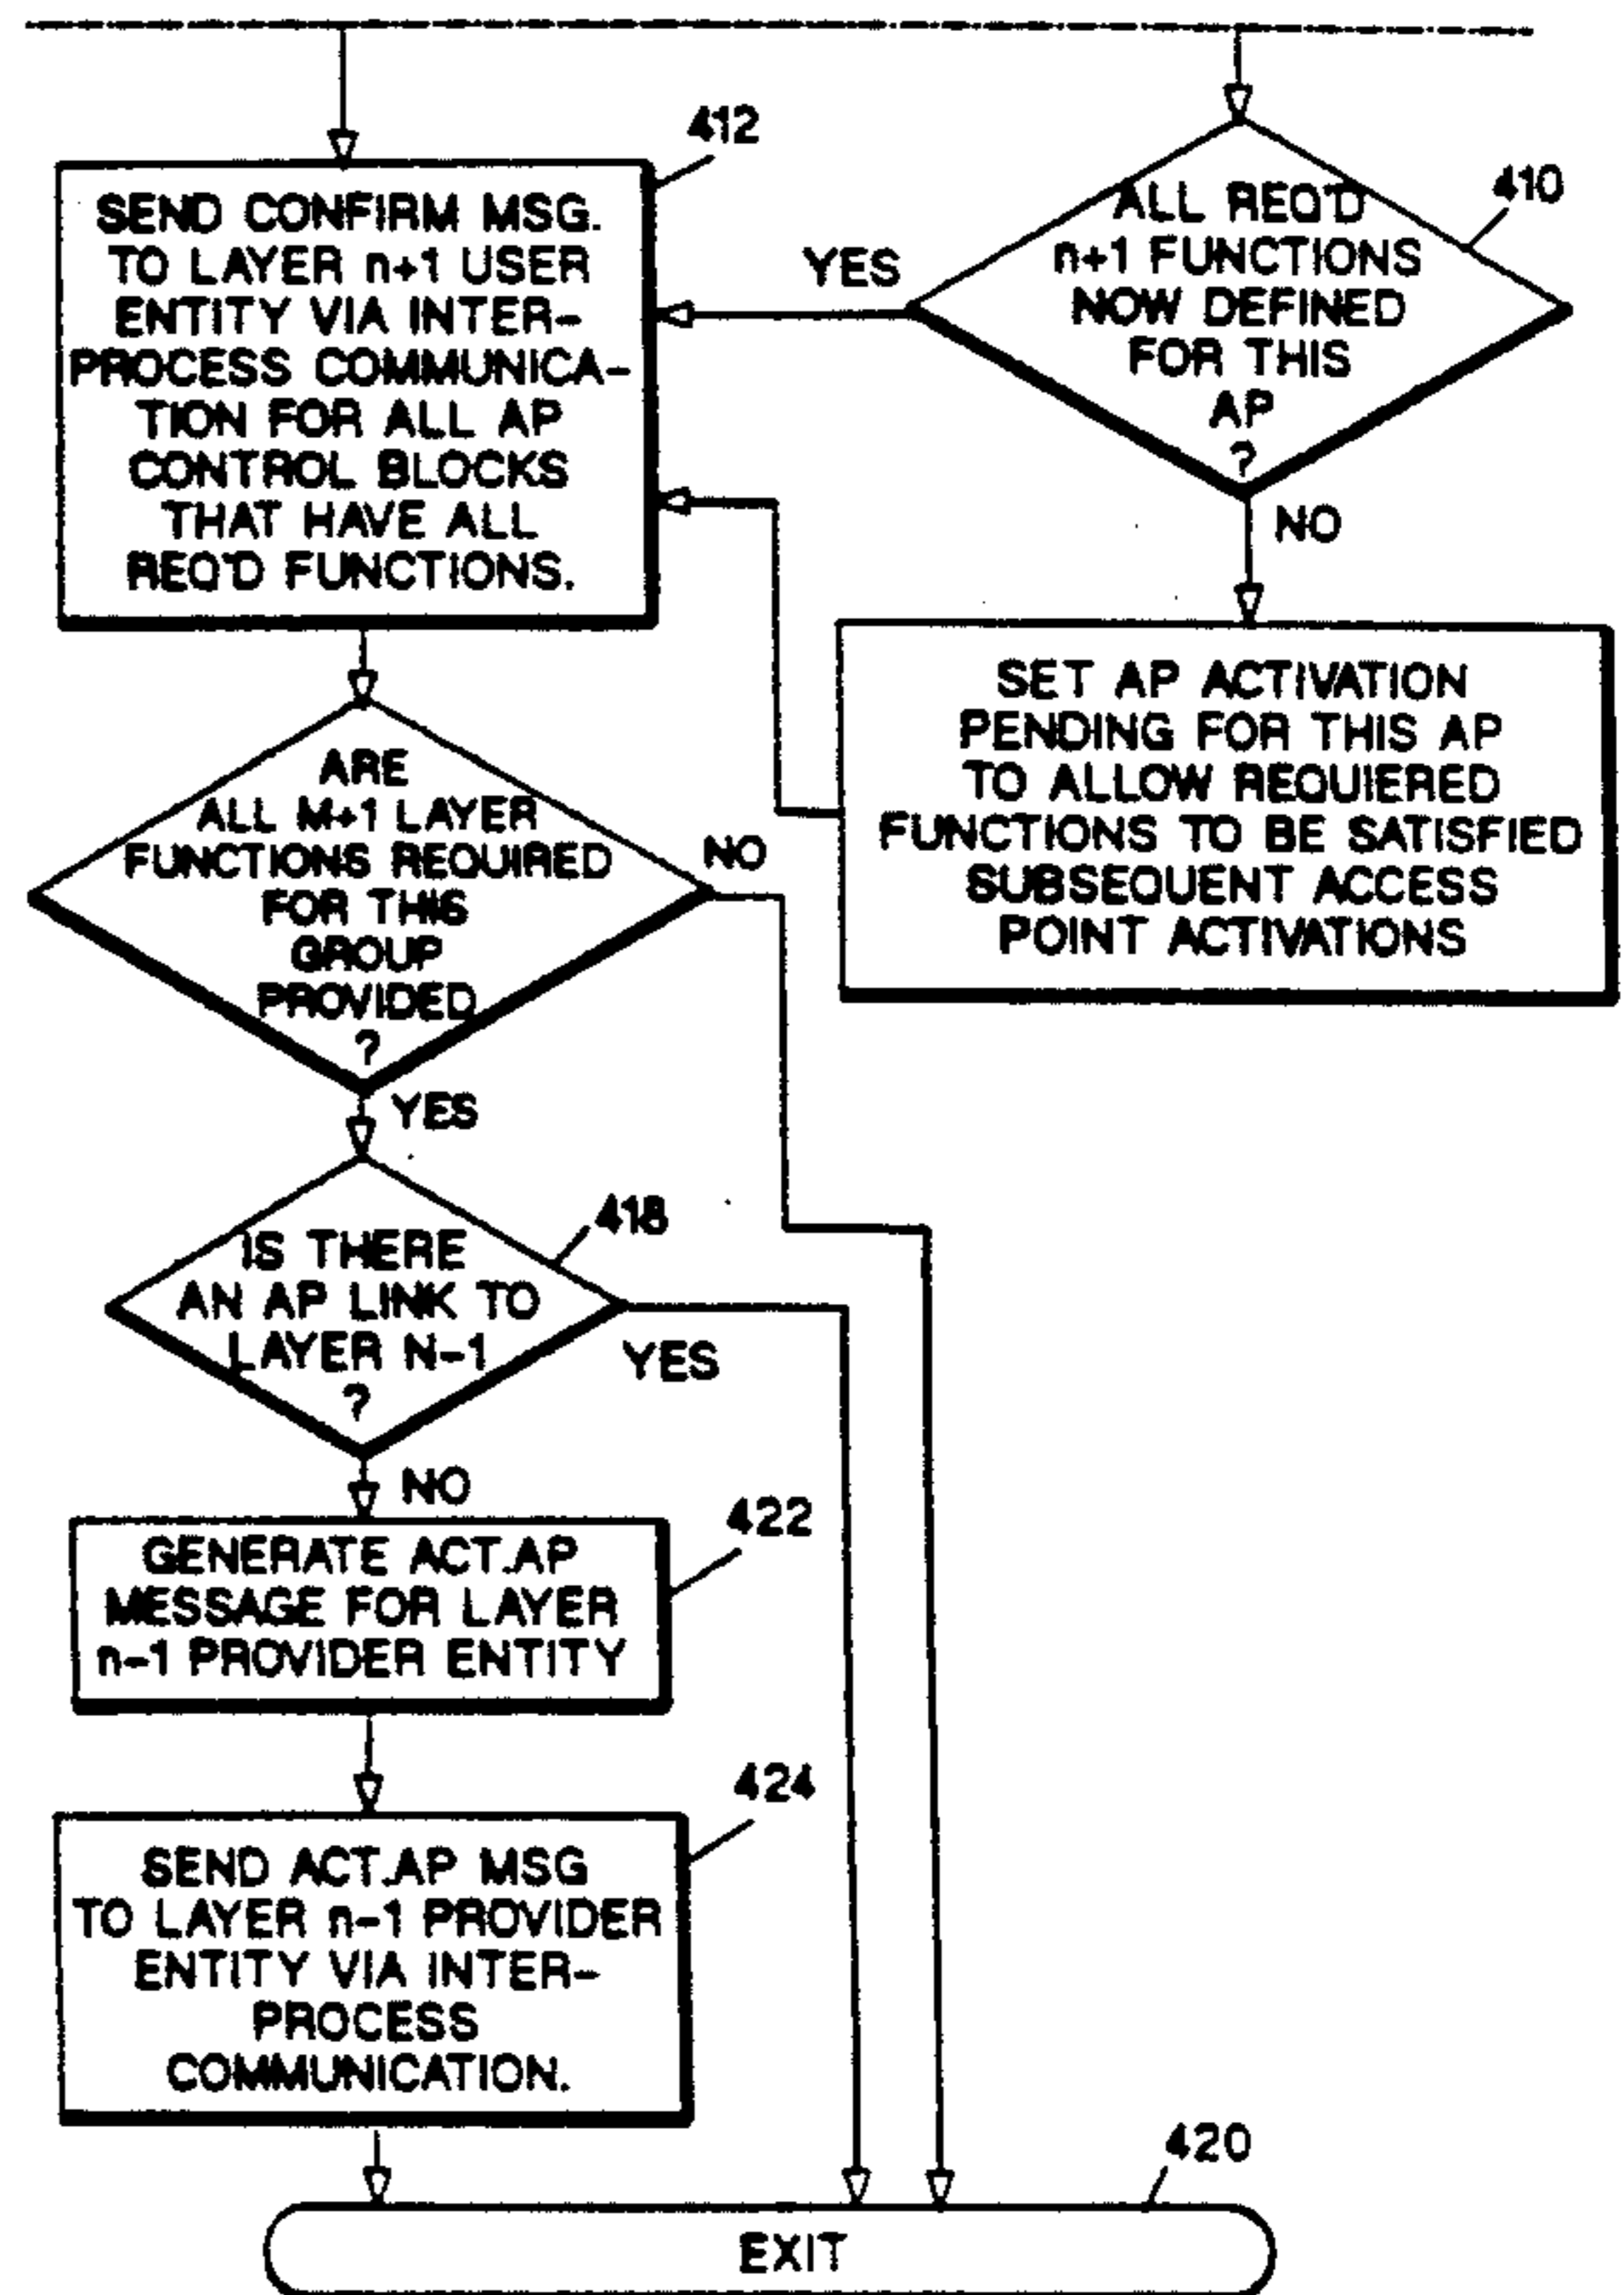 412
SEND CONFIRM MSG.
TO LAYER n+1 USER
ENTITY VIA INTER-
PROCESS COMMUNICA-
TION FOR ALL AP
CONTROL BLOCKS
THAT HAVE ALL
REQ'D FUNCTIONS.
YES
410
ALL REQ'D
n+1 FUNCTIONS
NOW DEFINED
FOR THIS
AP
?
NO
SET AP ACTIVATION
PENDING FOR THIS AP
TO ALLOW REQUIERED
FUNCTIONS TO BE SATISFIED
SUBSEQUENT ACCESS
POINT ACTIVATIONS
ARE
ALL M+1 LAYER
FUNCTIONS REQUIRED
FOR THIS
GROUP
PROVIDED
?
NO
YES
418
IS THERE
AN AP LINK TO
LAYER N-1
?
YES
NO
422
GENERATE ACT.AP
MESSAGE FOR LAYER
n-1 PROVIDER ENTITY
424
SEND ACT.AP MSG
TO LAYER n-1 PROVIDER
ENTITY VIA INTER-
PROCESS
COMMUNICATION.
420
EXIT